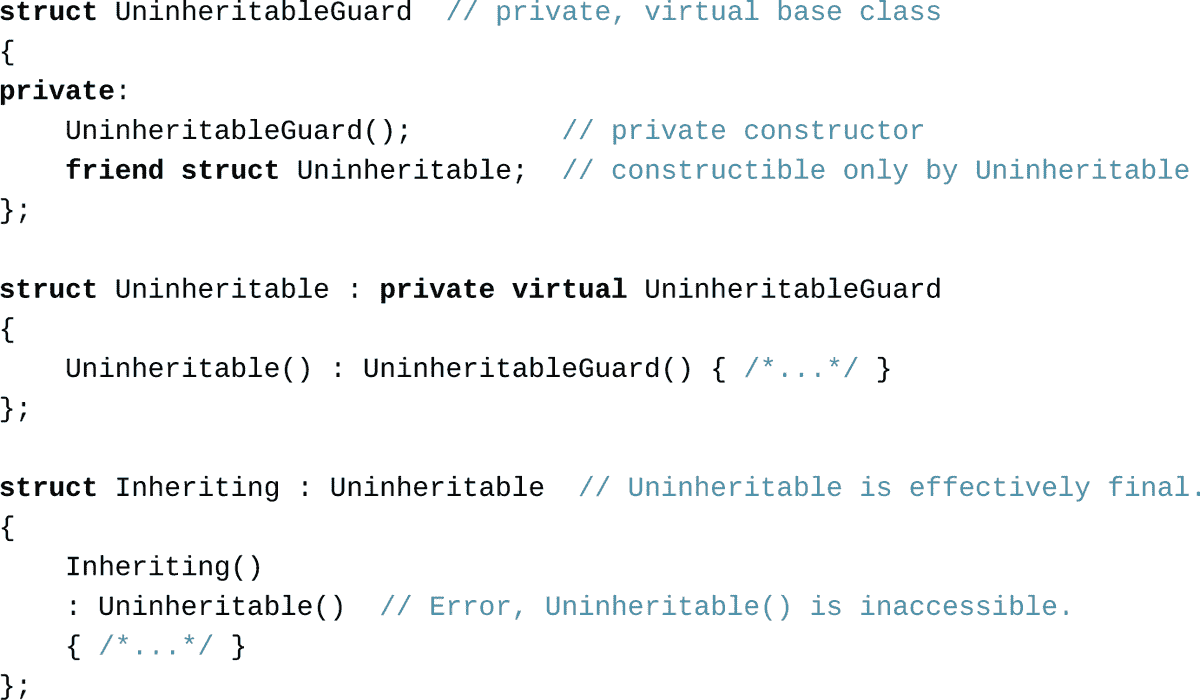 struct UninheritableGuard  // private, virtual base class
{
private:
    UninheritableGuard();         // private constructor
    friend struct Uninheritable;  // constructible only by Uninheritable
};

struct Uninheritable : private virtual UninheritableGuard
{
    Uninheritable() : UninheritableGuard() { /*...*/ }
};

struct Inheriting : Uninheritable  // Uninheritable is effectively final.
{
    Inheriting()
    : Uninheritable()  // Error, Uninheritable() is inaccessible.
    { /*...*/ }
};